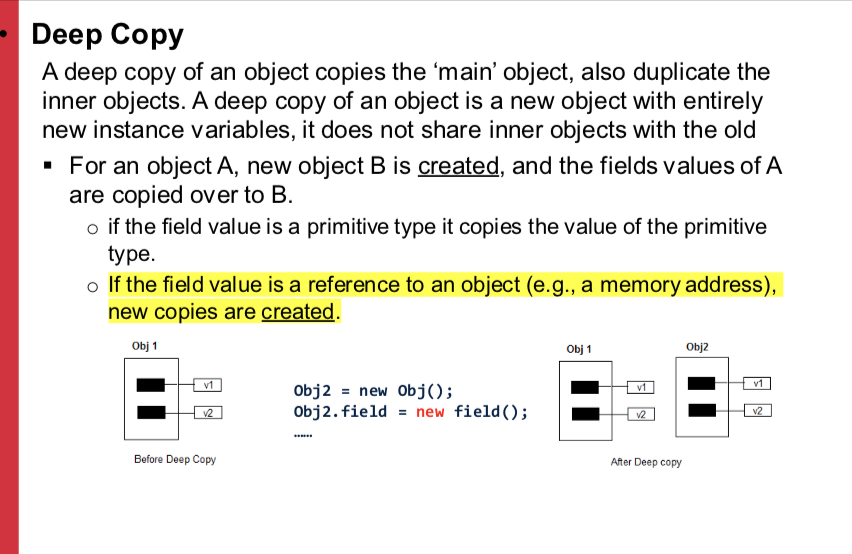 • Deep Copy
A deep copy of an object copies the ‘main’ object, also duplicate the
inner objects. A deep copy of an object is a new object with entirely
new instance variables, it does not share inner objects with the old
▪ For an object A, new object B is created, and the fields values of A
are copied over to B.
o if the field value is a primitive type it copies the value of the primitive
type.
o If the field value is a reference to an object (e.g., a memory address),
new copies are created.
Obj 1
v1
v2
Before Deep Copy
Obj2 = new Obj();
Obj2.field = new field();
……
Obj 1
v1
v2
Obj2
v1
v2
After Deep copy